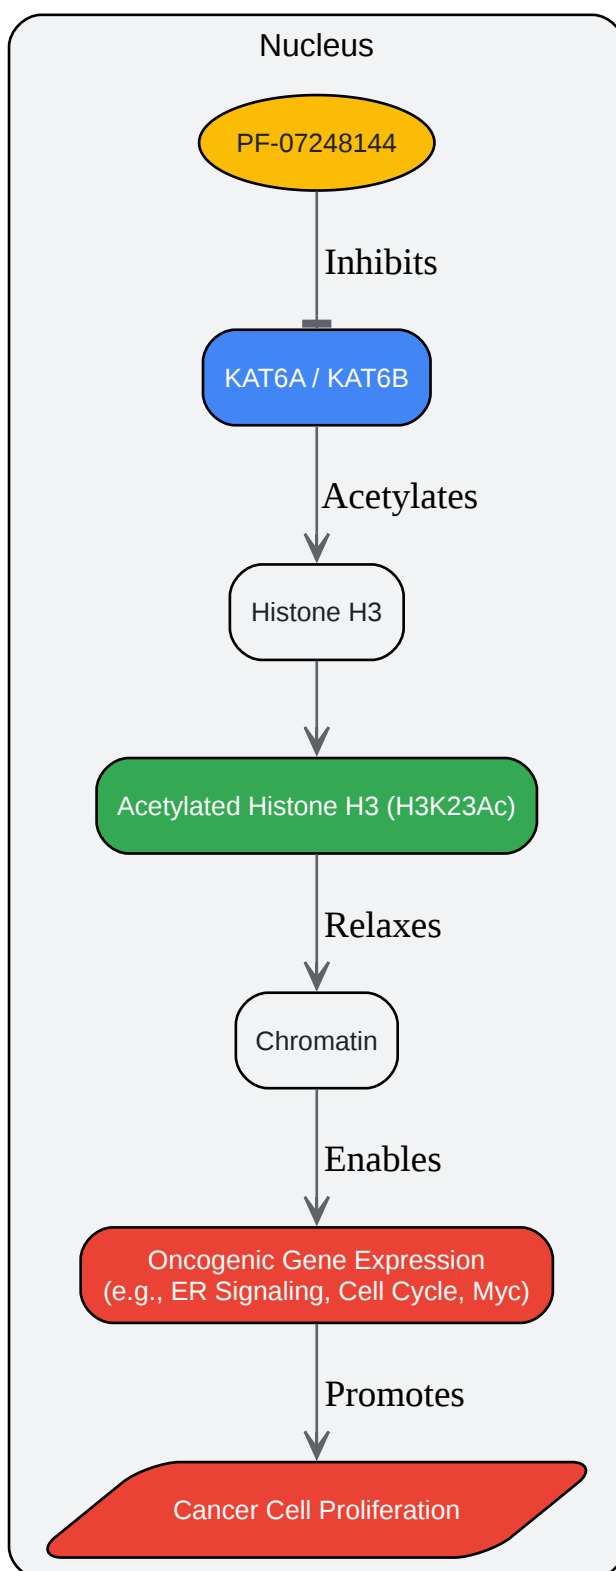 Nucleus
PF-07248144
Inhibits
KAT6A / KAT6B
Acetylates
Histone H3
Acetylated Histone H3 (H3K23Ac)
Relaxes
Chromatin
Enables
Oncogenic Gene Expression
(e.g., ER Signaling, Cell Cycle, Myc)
Promotes
Cancer Cell Proliferation